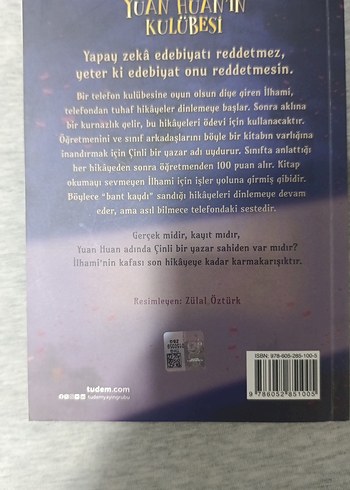 YUAN HUAN'IN
KULÜBESİ
Yapay zekâ edebiyatı reddetmez,
yeter ki edebiyat onu reddetmesin.
Bir telefon kulübesine oyun olsun diye giren İlhami,
telefondan tuhaf hikâyeler dinlemeye başlar. Sonra aklına
bir kurnazlık gelir, bu hikâyeleri ödevi için kullanacaktır.
Öğretmenini ve sınıf arkadaşlarını böyle bir kitabın varlığına
inandırmak için Çinli bir yazar adı uydurur. Sınıfta anlattığı
her hikâyeden sonra öğretmenden 100 puan alır. Kitap
okumayı sevmeyen İlhami için işler yoluna girmiş gibidir.
Böylece "bant kaydı" sandığı hikâyeleri dinlemeye devam
eder, ama asıl bilmece telefondaki sestedir.
Gerçek midir, kayıt mıdır,
Yuan Huan adında Çinli bir yazar sahiden var mıdır?
İlhami'nin kafası son hikâyeye kadar karmakarışıktır.
Resimleyen: Zülal Öztürk
ISBN: 978-605-285-100-5
9 786052 851005
tudem.com
tudemyayingrubu